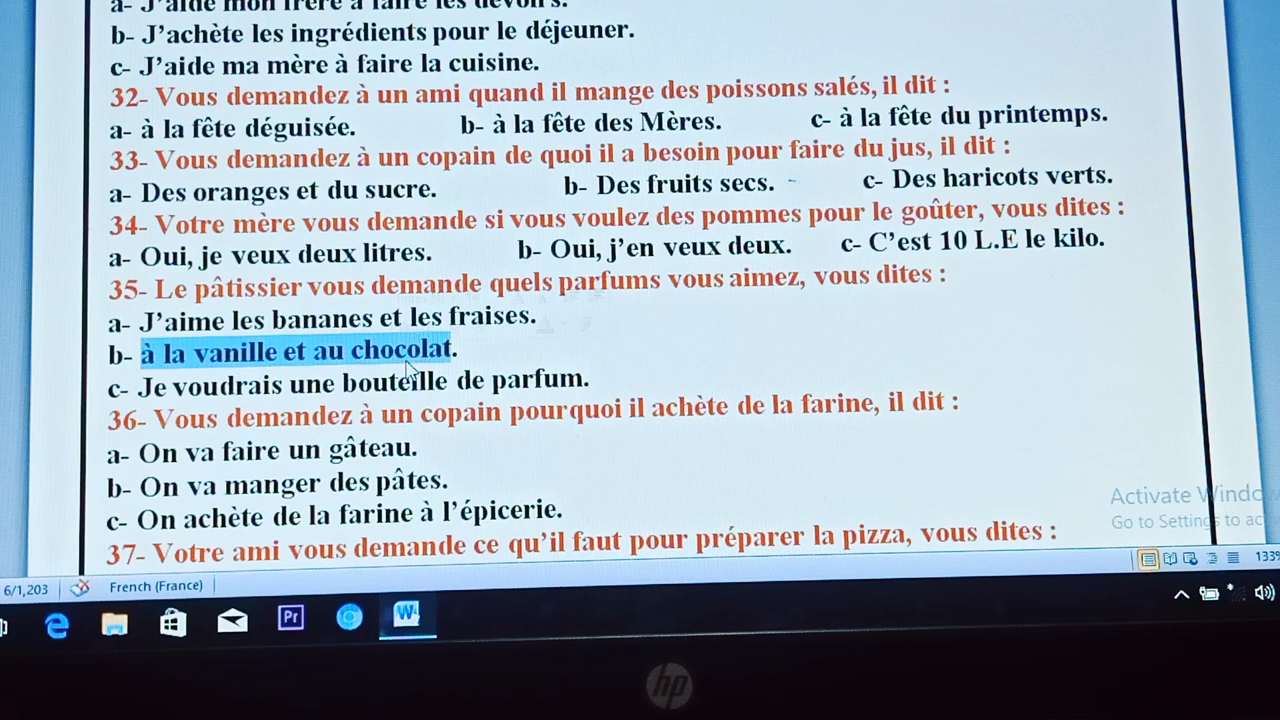 a- J'aide mon frère à faire les devoirs.
b- J'achète les ingrédients pour le déjeuner.
c- J'aide ma mère à faire la cuisine.
32- Vous demandez à un ami quand il mange des poissons salés, il dit :
a- à la fête déguisée. b- à la fête des Mères. c- à la fête du printemps.
33- Vous demandez à un copain de quoi il a besoin pour faire du jus, il dit :
a- Des oranges et du sucre. b- Des fruits secs. c- Des haricots verts.
34- Votre mère vous demande si vous voulez des pommes pour le goûter, vous dites :
a- Oui, je veux deux litres. b- Oui, j'en veux deux. c- C'est 10 L.E le kilo.
35- Le pâtissier vous demande quels parfums vous aimez, vous dites :
a- J'aime les bananes et les fraises.
b- à la vanille et au chocolat.
c- Je voudrais une bouteille de parfum.
36- Vous demandez à un copain pourquoi il achète de la farine, il dit :
a- On va faire un gâteau.
b- On va manger des pâtes.
c- On achète de la farine à l'épicerie.
37- Votre ami vous demande ce qu'il faut pour préparer la pizza, vous dites :
Activate Windo
Go to Settings to ac
6/1,203 French (France) 133%
Pr W
hp